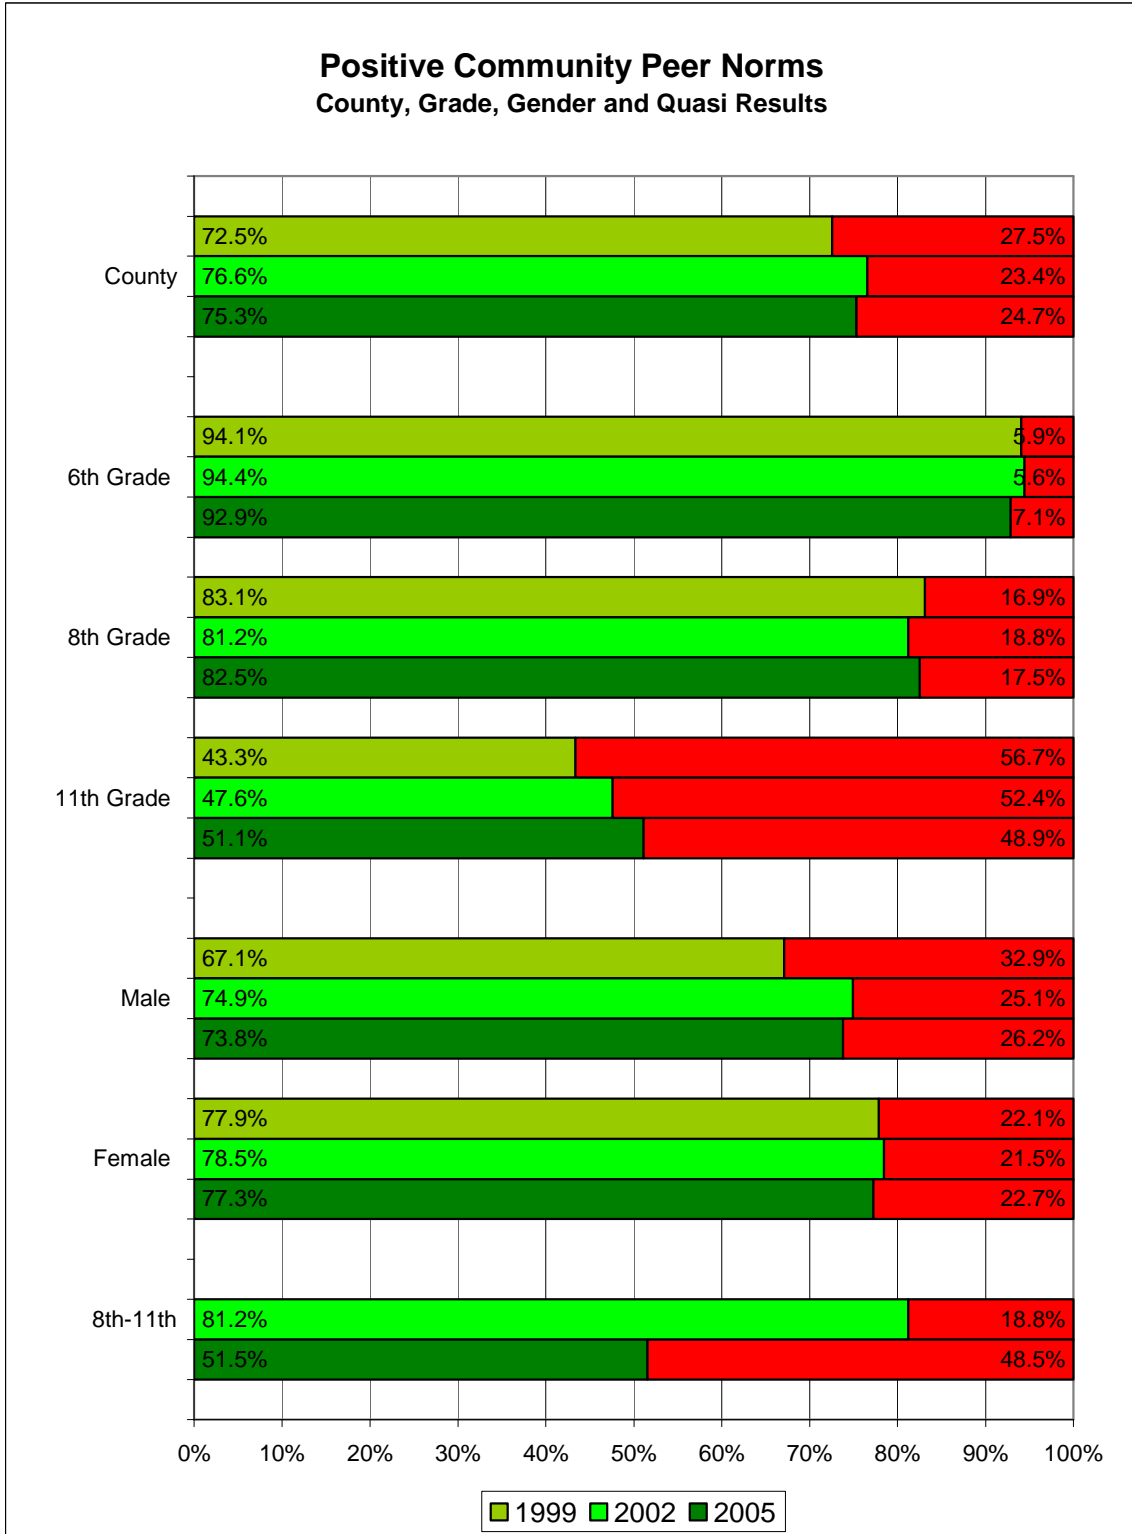 Positive Community Peer Norms
County, Grade, Gender and Quasi Results
72.5% 27.5%
County 76.6% 23.4%
75.3% 24.7%
94.1% 5.9%
6th Grade 94.4% 5.6%
92.9% 7.1%
83.1% 16.9%
8th Grade 81.2% 18.8%
82.5% 17.5%
43.3% 56.7%
11th Grade 47.6% 52.4%
51.1% 48.9%
67.1% 32.9%
Male 74.9% 25.1%
73.8% 26.2%
77.9% 22.1%
Female 78.5% 21.5%
77.3% 22.7%
8th-11th 81.2% 18.8%
51.5% 48.5%
0% 10% 20% 30% 40% 50% 60% 70% 80% 90% 100%
1999 2002 2005